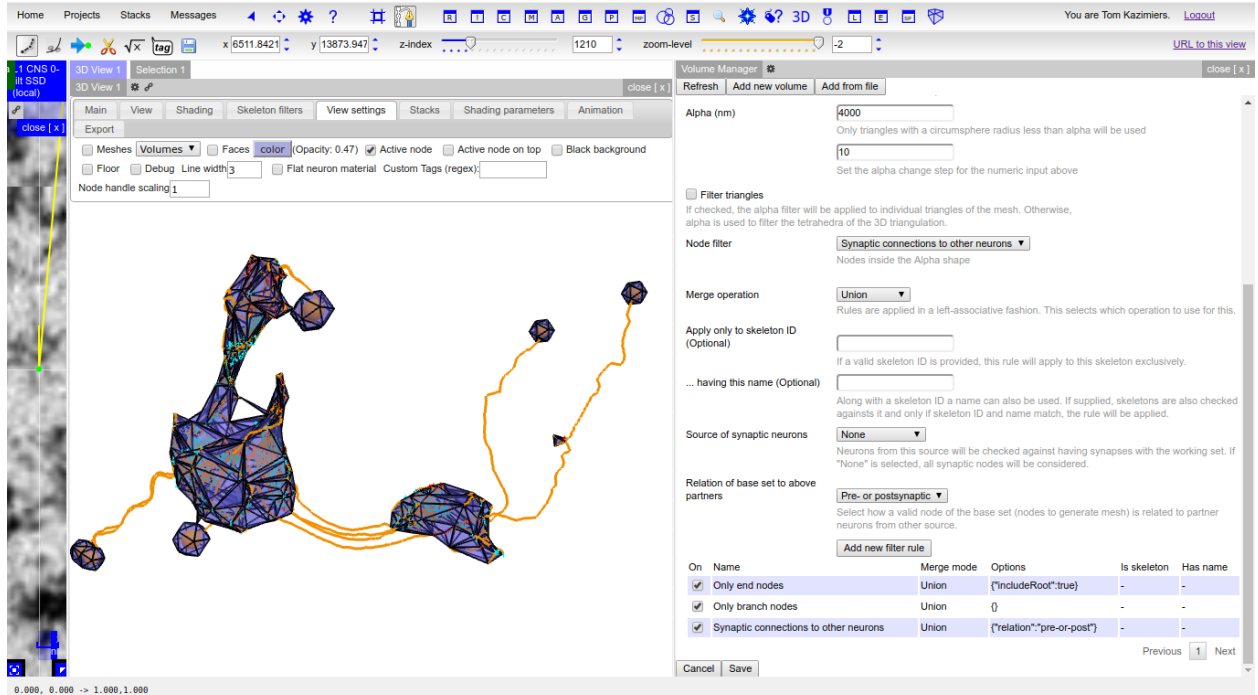 Home Projects Stacks Messages ? 3D You are Tom Kazimiers. Logout
tag x 6511.8421 y 13873.947 z-index 1210 zoom-level -2 URL to this view
.1 CNS 0-
ilt SSD
(local)
close [ x ]
3D View 1 Selection 1
3D View 1 close [ x ]
Main View Shading Skeleton filters View settings Stacks Shading parameters Animation
Export
Meshes Volumes Faces color (Opacity: 0.47) Active node Active node on top Black background
Floor Debug Line width 3 Flat neuron material Custom Tags (regex):
Node handle scaling 1
Volume Manager close [ x ]
Refresh Add new volume Add from file
Alpha (nm) 4000
Only triangles with a circumsphere radius less than alpha will be used
10
Set the alpha change step for the numeric input above
Filter triangles
If checked, the alpha filter will be applied to individual triangles of the mesh. Otherwise,
alpha is used to filter the tetrahedra of the 3D triangulation.
Node filter Synaptic connections to other neurons
Nodes inside the Alpha shape
Merge operation Union
Rules are applied in a left-associative fashion. This selects which operation to use for this.
Apply only to skeleton ID
(Optional)
If a valid skeleton ID is provided, this rule will apply to this skeleton exclusively.
... having this name (Optional)
Along with a skeleton ID a name can also be used. If supplied, skeletons are also checked
againsts it and only if skeleton ID and name match, the rule will be applied.
Source of synaptic neurons None
Neurons from this source will be checked against having synapses with the working set. If
"None" is selected, all synaptic nodes will be considered.
Relation of base set to above
partners Pre- or postsynaptic
Select how a valid node of the base set (nodes to generate mesh) is related to partner
neurons from other source.
Add new filter rule
On Name Merge mode Options Is skeleton Has name
Only end nodes Union {"includeRoot":true} - -
Only branch nodes Union {} - -
Synaptic connections to other neurons Union {"relation":"pre-or-post"} - -
Previous 1 Next
Cancel Save
0.000, 0.000 -> 1.000,1.000